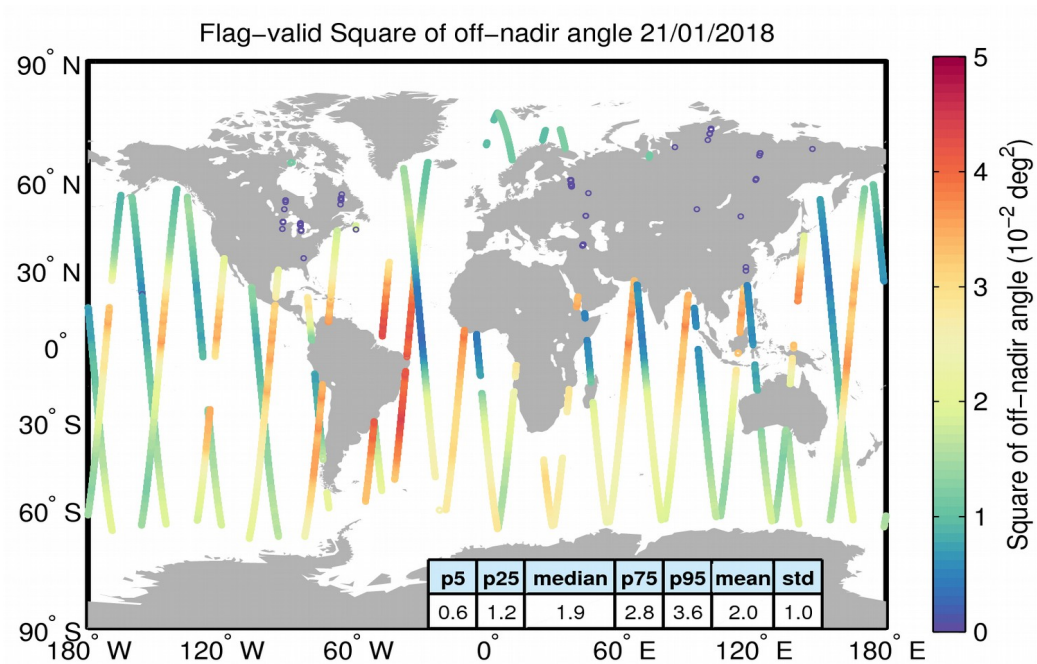 Flag−valid Square of off−nadir angle 21/01/2018
90° N
60° N
30° N
0°
30° S
60° S
90° S
180° W
120° W
60° W
0°
60° E
120° E
180° E
p5 p25 median p75 p95 mean std
0.6 1.2 1.9 2.8 3.6 2.0 1.0
5
4
3
2
1
0
Square of off−nadir angle (10⁻² deg²)